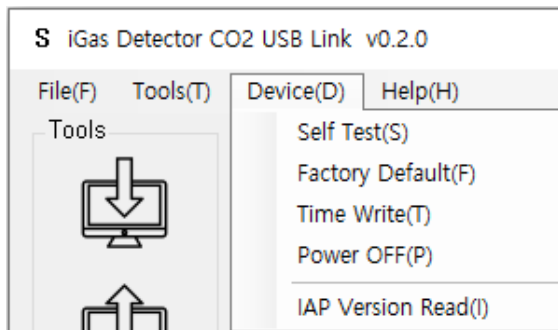 S iGas Detector CO2 USB Link v0.2.0
File(F) Tools(T) Device(D) Help(H)
Tools
Self Test(S)
Factory Default(F)
Time Write(T)
Power OFF(P)
IAP Version Read(I)